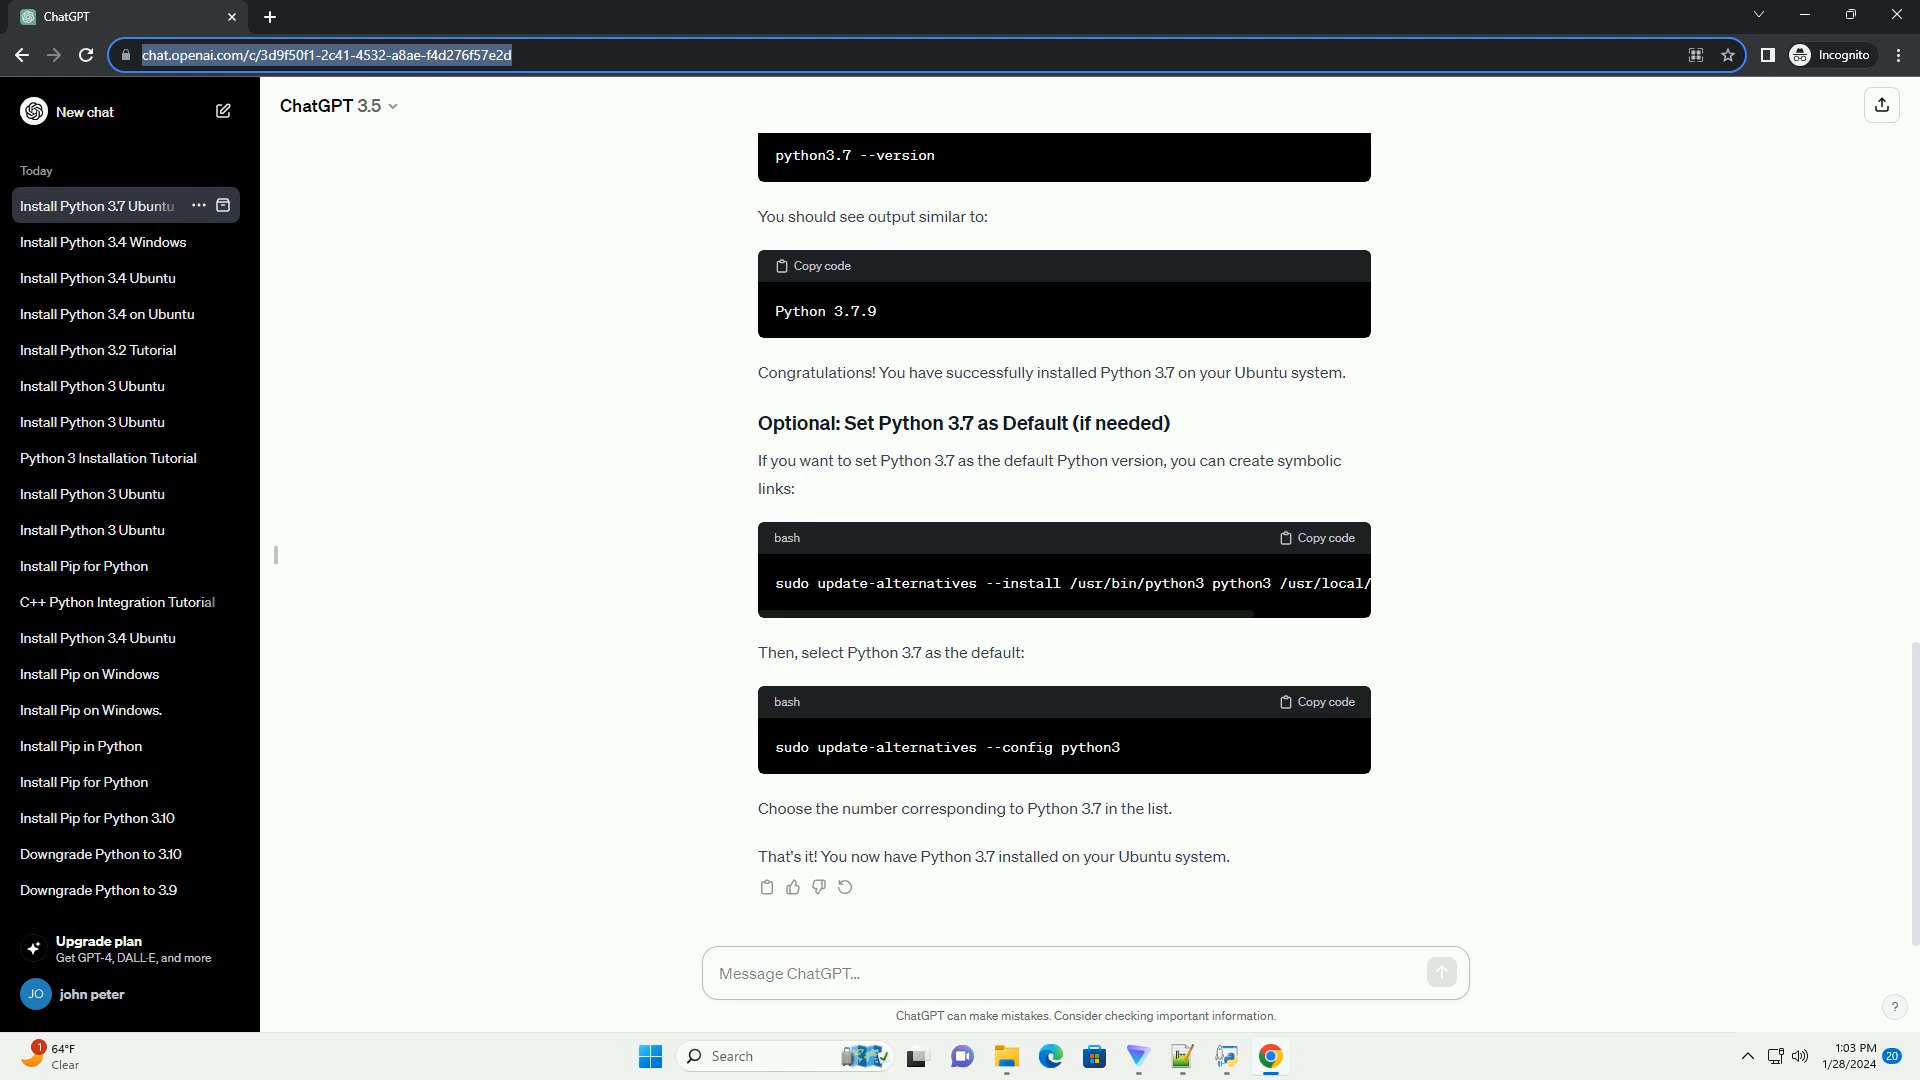 ChatGPT
chat.openai.com/c/3d9f50f1-2c41-4532-a8ae-f4d276f57e2d
Incognito
New chat
Today
Install Python 3.7 Ubuntu
Install Python 3.4 Windows
Install Python 3.4 Ubuntu
Install Python 3.4 on Ubuntu
Install Python 3.2 Tutorial
Install Python 3 Ubuntu
Install Python 3 Ubuntu
Python 3 Installation Tutorial
Install Python 3 Ubuntu
Install Python 3 Ubuntu
Install Pip for Python
C++ Python Integration Tutorial
Install Python 3.4 Ubuntu
Install Pip on Windows
Install Pip on Windows.
Install Pip in Python
Install Pip for Python
Install Pip for Python 3.10
Downgrade Python to 3.10
Downgrade Python to 3.9
Upgrade plan
Get GPT-4, DALL·E, and more
JO john peter
ChatGPT 3.5
python3.7 --version
You should see output similar to:
Copy code
Python 3.7.9
Congratulations! You have successfully installed Python 3.7 on your Ubuntu system.
Optional: Set Python 3.7 as Default (if needed)
If you want to set Python 3.7 as the default Python version, you can create symbolic
links:
bash Copy code
sudo update-alternatives --install /usr/bin/python3 python3 /usr/local/
Then, select Python 3.7 as the default:
bash Copy code
sudo update-alternatives --config python3
Choose the number corresponding to Python 3.7 in the list.
That's it! You now have Python 3.7 installed on your Ubuntu system.
Message ChatGPT...
ChatGPT can make mistakes. Consider checking important information.
?
1
64°F
Clear
Search
1:03 PM
1/28/2024
20